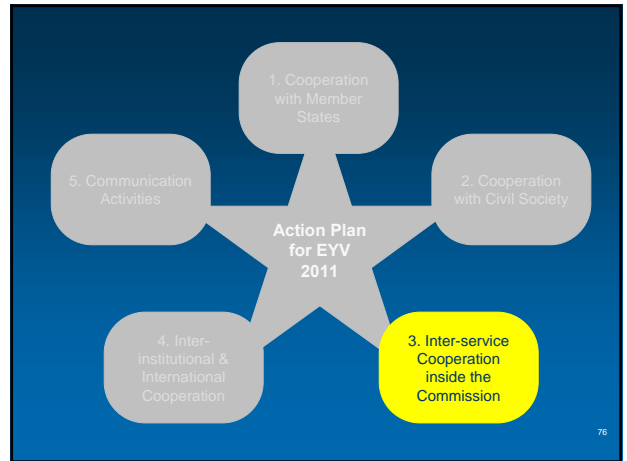 1. Cooperation
with Member
States
5. Communication
Activities
2. Cooperation
with Civil Society
Action Plan
for EYV
2011
4. Inter-
institutional &
International
Cooperation
3. Inter-service
Cooperation
inside the
Commission
76